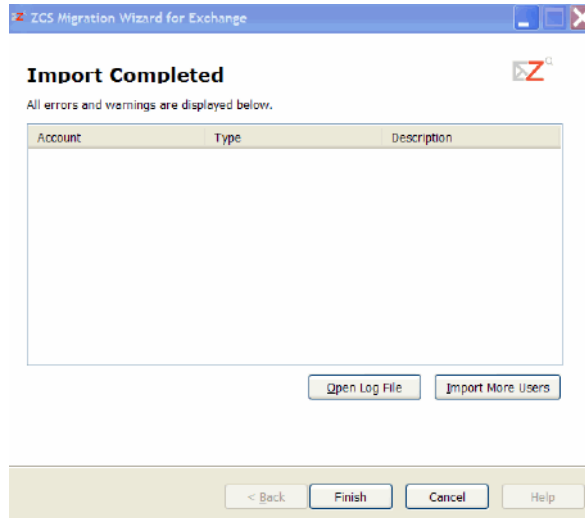 ZCS Migration Wizard for Exchange
Import Completed
All errors and warnings are displayed below.
Account Type Description
Open Log File Import More Users
< Back Finish Cancel Help